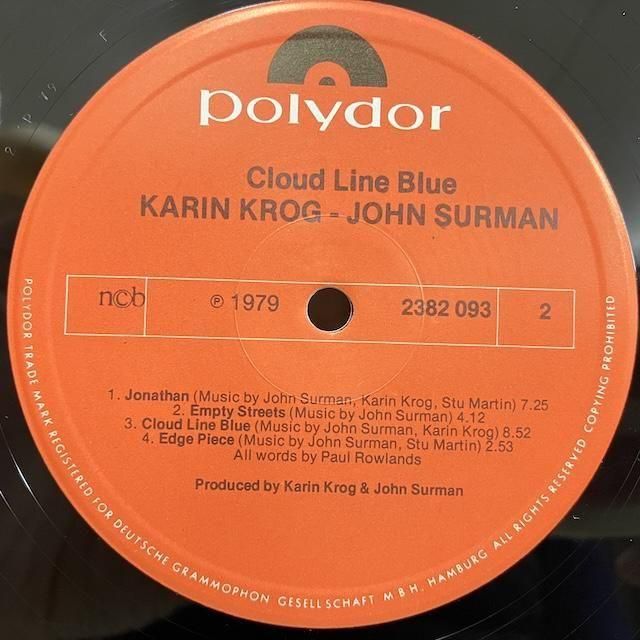 polydor
Cloud Line Blue
KARIN KROG - JOHN SURMAN
n©b ℗ 1979 2382 093 2
1. Jonathan (Music by John Surman, Karin Krog, Stu Martin) 7.25
2. Empty Streets (Music by John Surman) 4.12
3. Cloud Line Blue (Music by John Surman, Karin Krog) 8.52
4. Edge Piece (Music by John Surman, Stu Martin) 2.53
All words by Paul Rowlands
Produced by Karin Krog & John Surman
POLYDOR TRADE MARK REGISTERED FOR DEUTSCHE GRAMMOPHON GESELLSCHAFT M B H. HAMBURG ALL RIGHTS RESERVED COPYING PROHIBITED